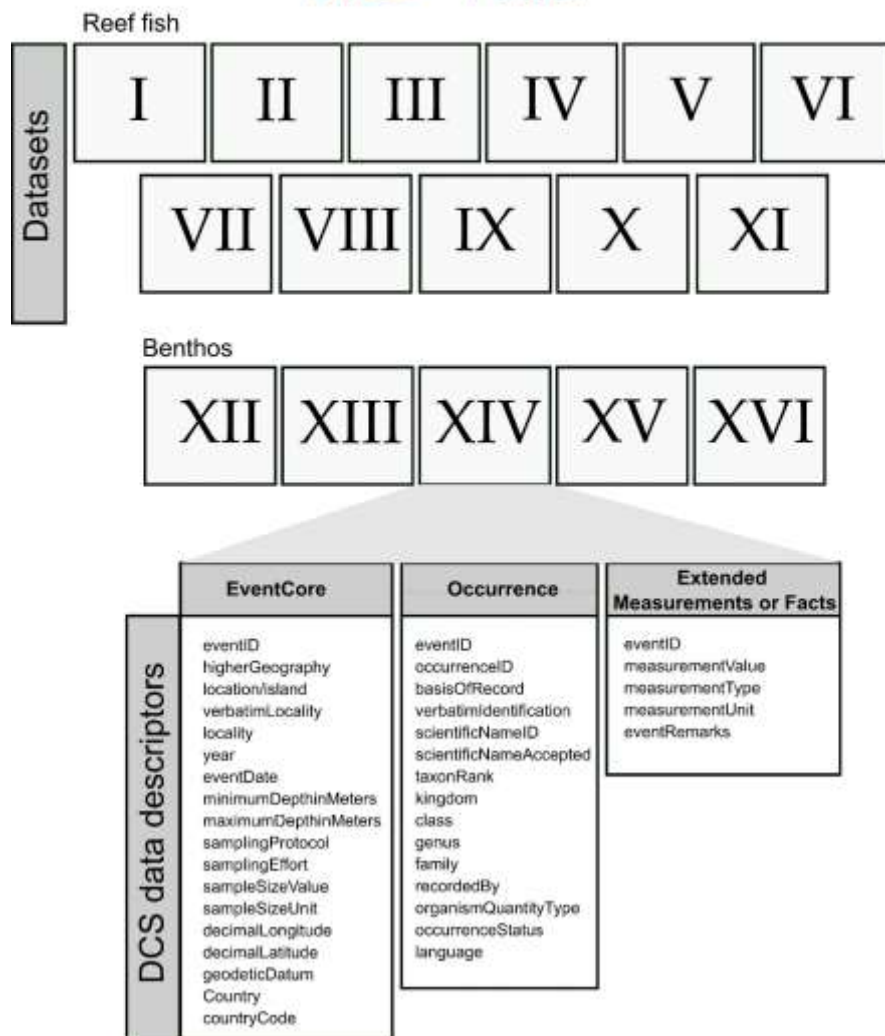 Reef fish
Datasets
I II III IV V VI
VII VIII IX X XI
Benthos
XII XIII XIV XV XVI
DCS data descriptors
EventCore
eventID
higherGeography
location/island
verbatimLocality
locality
year
eventDate
minimumDepthinMeters
maximumDepthinMeters
samplingProtocol
samplingEffort
sampleSizeValue
sampleSizeUnit
decimalLongitude
decimalLatitude
geodeticDatum
Country
countryCode
Occurrence
eventID
occurrenceID
basisOfRecord
verbatimIdentification
scientificNameID
scientificNameAccepted
taxonRank
kingdom
class
genus
family
recordedBy
organismQuantityType
occurrenceStatus
language
Extended
Measurements or Facts
eventID
measurementValue
measurementType
measurementUnit
eventRemarks